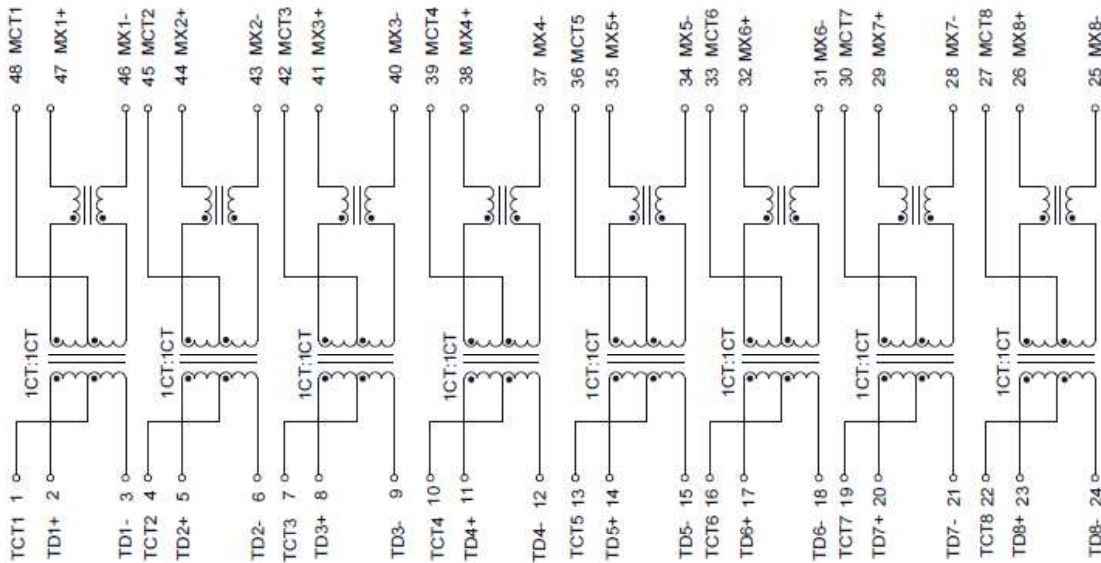 48 MCT1
47 MX1+
46 MX1-
45 MCT2
44 MX2+
43 MX2-
42 MCT3
41 MX3+
40 MX3-
39 MCT4
38 MX4+
37 MX4-
36 MCT5
35 MX5+
34 MX5-
33 MCT6
32 MX6+
31 MX6-
30 MCT7
29 MX7+
28 MX7-
27 MCT8
26 MX8+
25 MX8-
1CT:1CT
1CT:1CT
1CT:1CT
1CT:1CT
1CT:1CT
1CT:1CT
1CT:1CT
1CT:1CT
TCT1 1
TD1+ 2
TD1- 3
TCT2 4
TD2+ 5
TD2- 6
TCT3 7
TD3+ 8
TD3- 9
TCT4 10
TD4+ 11
TD4- 12
TCT5 13
TD5+ 14
TD5- 15
TCT6 16
TD6+ 17
TD6- 18
TCT7 19
TD7+ 20
TD7- 21
TCT8 22
TD8+ 23
TD8- 24